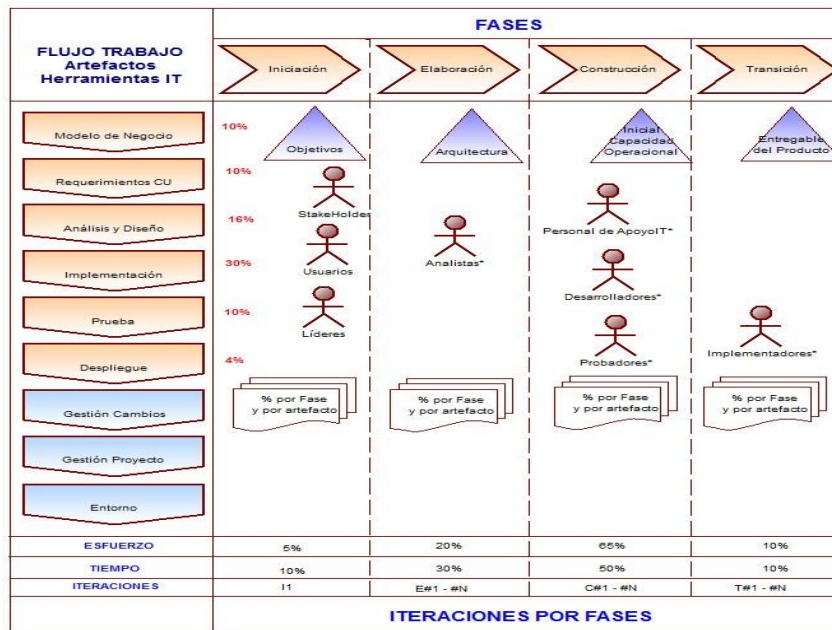 FASES
FLUJO TRABAJO
Artefactos
Herramientas IT
Iniciación
Elaboración
Construcción
Transición
Modelo de Negocio
10%
Objetivos
Arquitectura
Inicial
Capacidad
Operacional
Entregable
del Producto*
Requerimientos CU
10%
StakeHolder
Análisis y Diseño
16%
Personal de ApoyoIT*
Implementación
30%
Usuarios
Analistas*
Desarrolladores*
Prueba
10%
Líderes
Probadores*
Implementadores*
Despliegue
4%
Gestión Cambios
% por Fase
y por artefacto
% por Fase
y por artefacto
% por Fase
y por artefacto
% por Fase
y por artefacto
Gestión Proyecto
Entorno
ESFUERZO 5% 20% 65% 10%
TIEMPO 10% 30% 50% 10%
ITERACIONES I1 E#1 - #N C#1 - #N T#1 - #N
ITERACIONES POR FASES